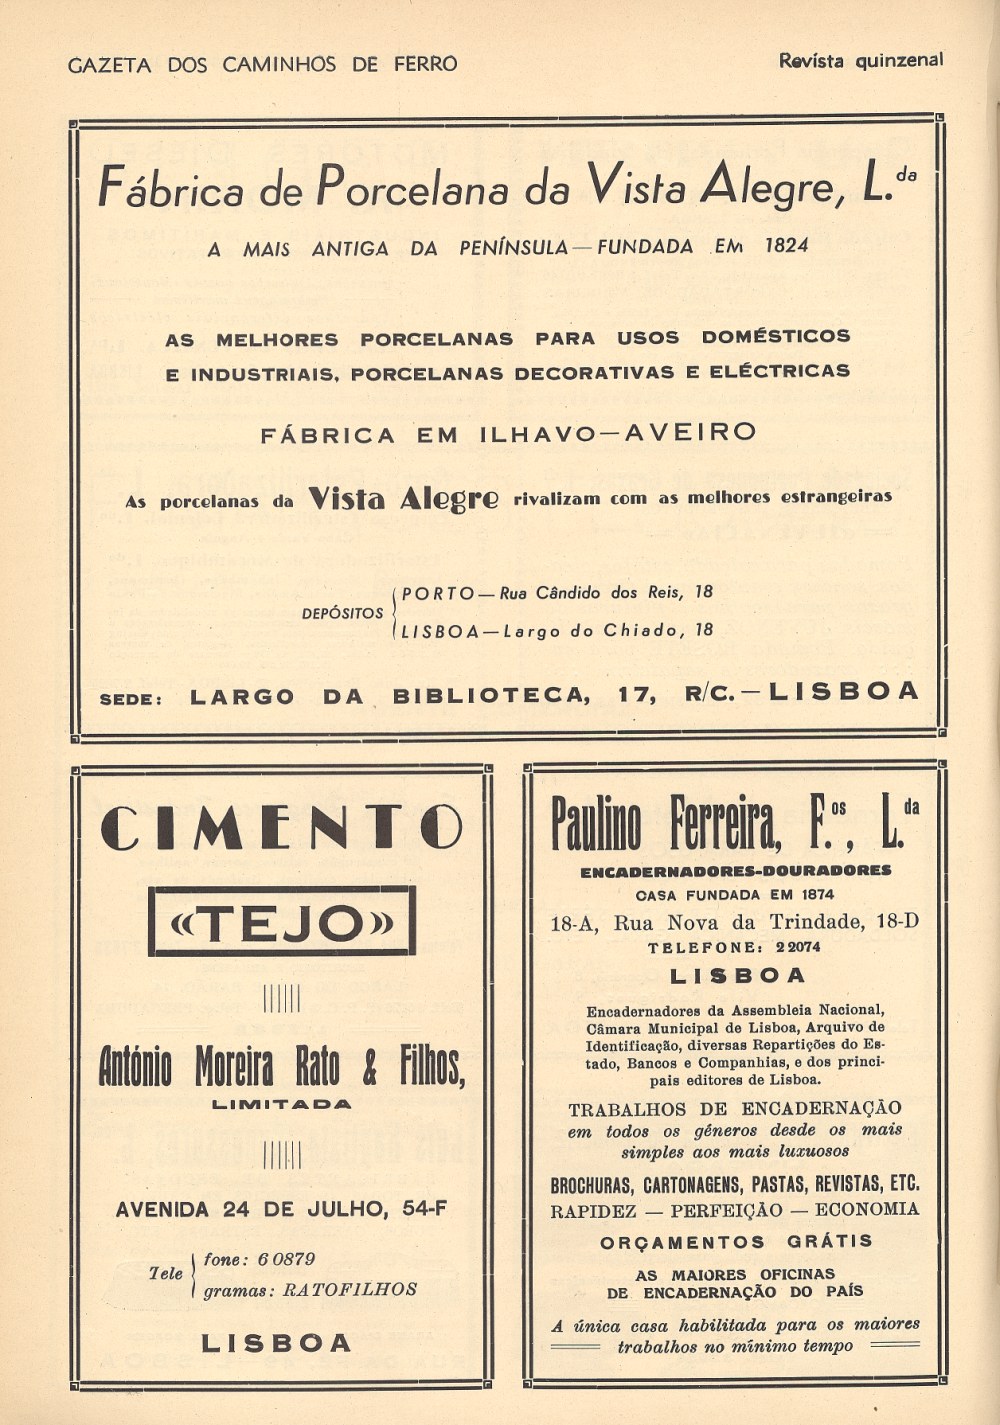 GAZETA DOS CAMINHOS DE FERRO
Revista quinzenal
Fábrica de Porcelana da Vista Alegre, L.da
A MAIS ANTIGA DA PENÍNSULA — FUNDADA EM 1824
AS MELHORES PORCELANAS PARA USOS DOMÉSTICOS
E INDUSTRIAIS, PORCELANAS DECORATIVAS E ELÉCTRICAS
FÁBRICA EM ILHAVO—AVEIRO
As porcelanas da Vista Alegre rivalizam com as melhores estrangeiras
DEPÓSITOS
PORTO — Rua Cândido dos Reis, 18
LISBOA — Largo do Chiado, 18
SEDE: LARGO DA BIBLIOTECA, 17, R/C. — LISBOA
CIMENTO
«TEJO»
António Moreira Rato & Filhos,
LIMITADA
AVENIDA 24 DE JULHO, 54-F
Tele
fone: 60879
gramas: RATOFILHOS
LISBOA
Paulino Ferreira, F.os, L.da
ENCADERNADORES-DOURADORES
CASA FUNDADA EM 1874
18-A, Rua Nova da Trindade, 18-D
TELEFONE: 22074
LISBOA
Encadernadores da Assembleia Nacional,
Câmara Municipal de Lisboa, Arquivo de
Identificação, diversas Repartições do Es-
tado, Bancos e Companhias, e dos princi-
pais editores de Lisboa.
TRABALHOS DE ENCADERNAÇÃO
em todos os géneros desde os mais
simples aos mais luxuosos
BROCHURAS, CARTONAGENS, PASTAS, REVISTAS, ETC.
RAPIDEZ — PERFEIÇÃO — ECONOMIA
ORÇAMENTOS GRÁTIS
AS MAIORES OFICINAS
DE ENCADERNAÇÃO DO PAÍS
A única casa habilitada para os maiores
trabalhos no mínimo tempo